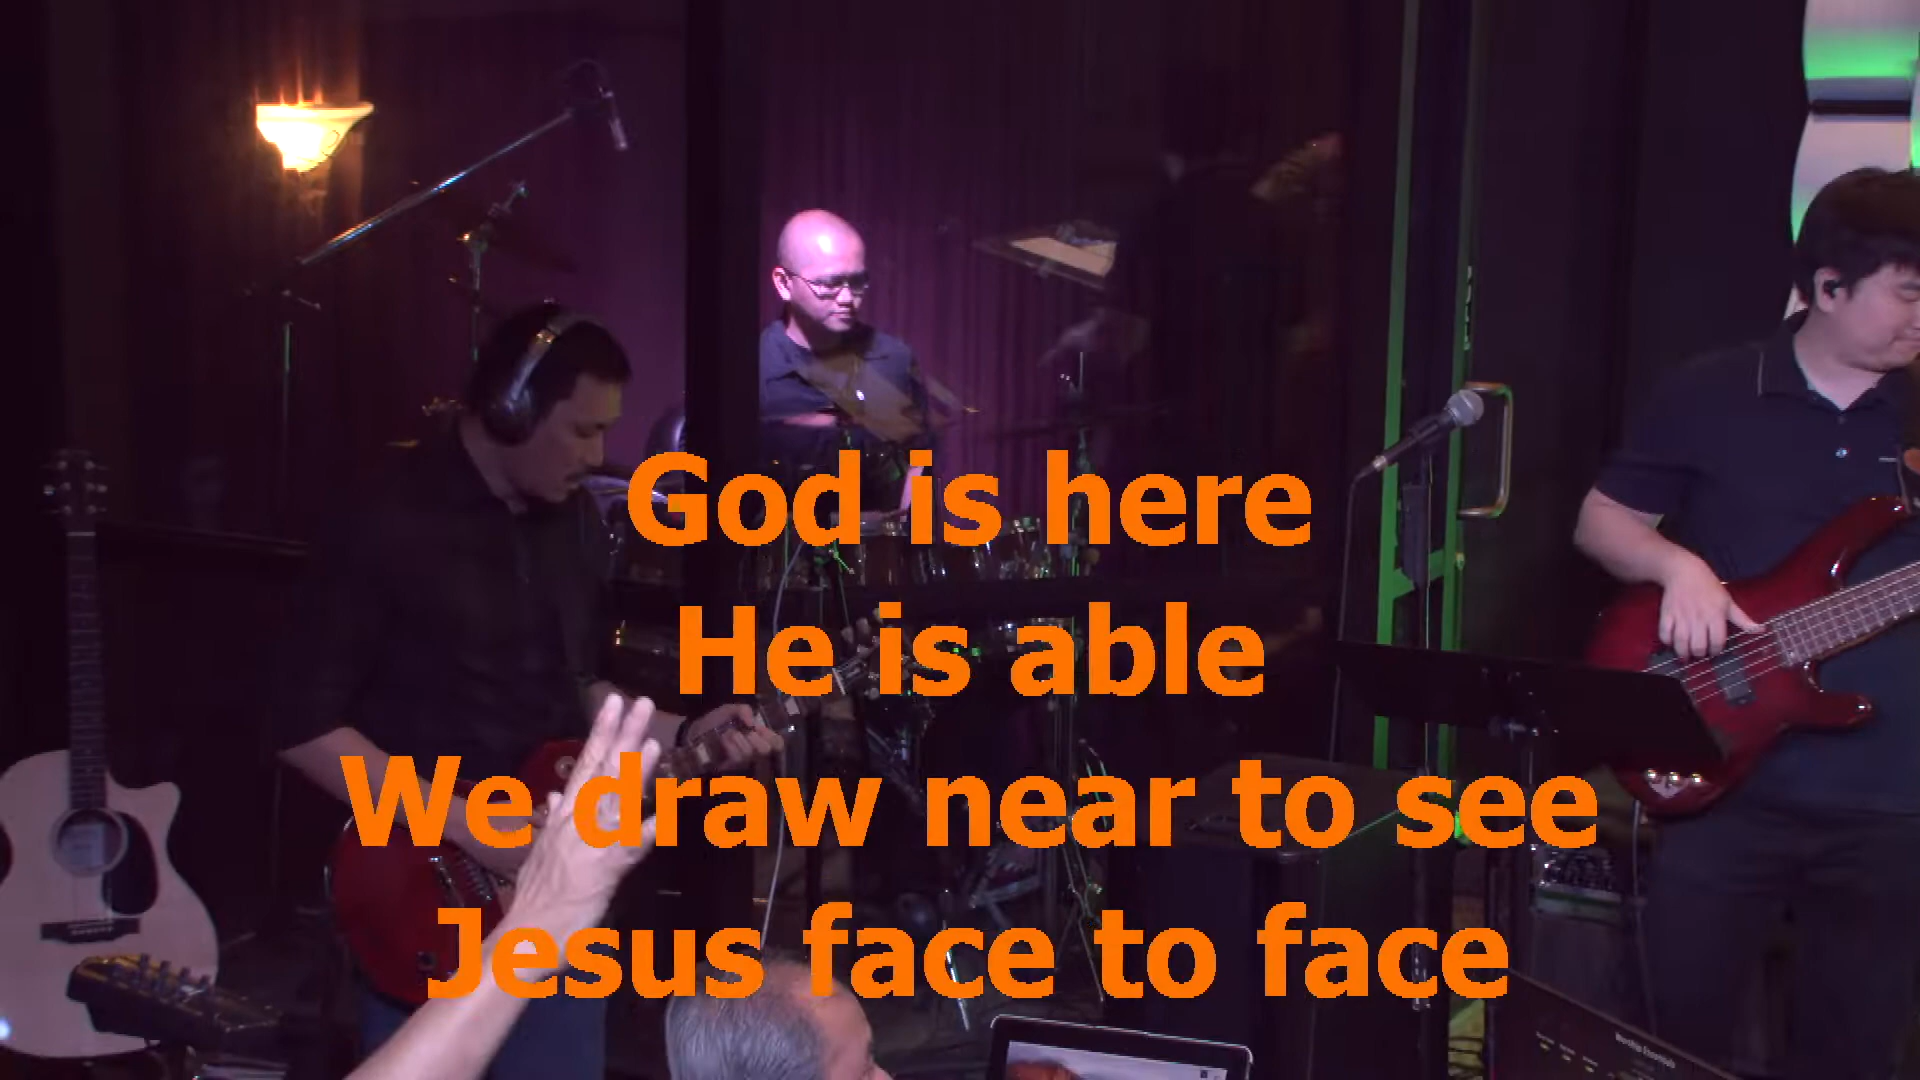 God is here
He is able
We draw near to see
Jesus face to face